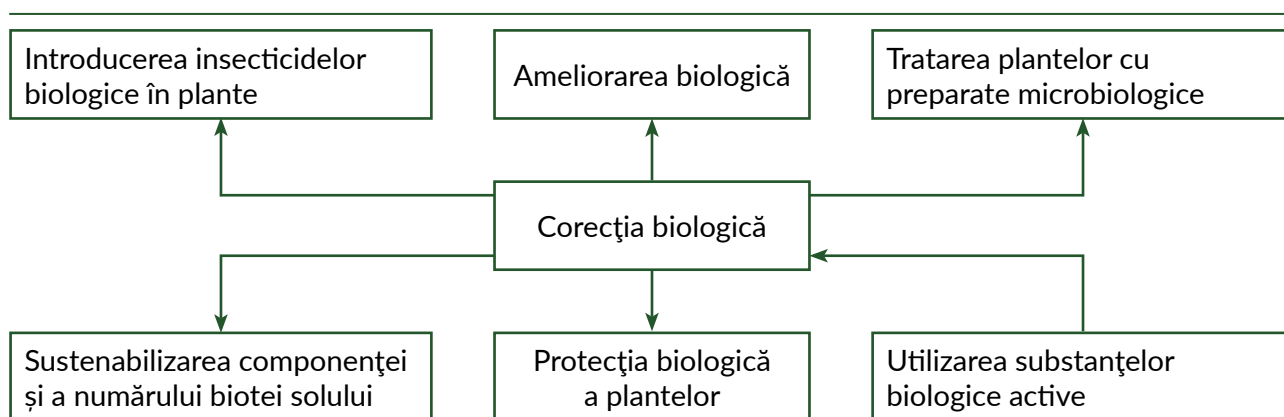 Introducerea insecticidelor
biologice în plante
Ameliorarea biologică
Tratarea plantelor cu
preparate microbiologice
Corecţia biologică
Sustenabilizarea componenţei
și a numărului biotei solului
Protecţia biologică
a plantelor
Utilizarea substanţelor
biologice active